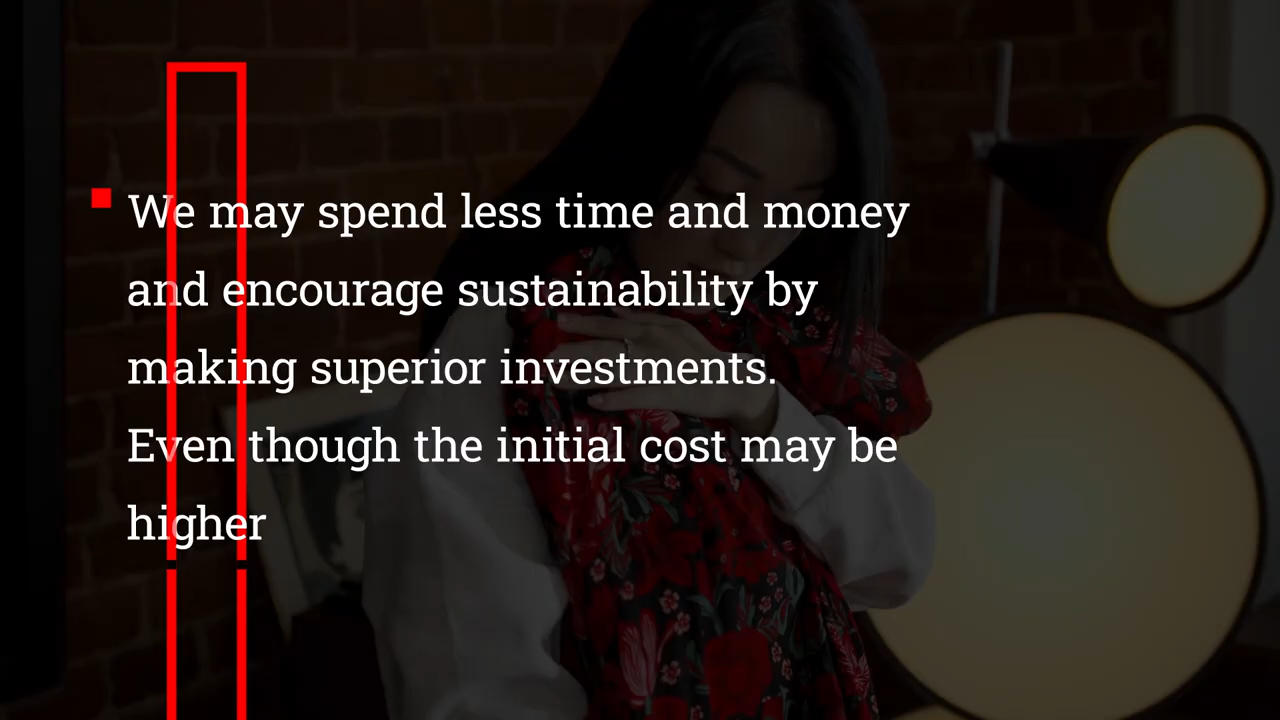 We may spend less time and money
and encourage sustainability by
making superior investments.
Even though the initial cost may be
higher